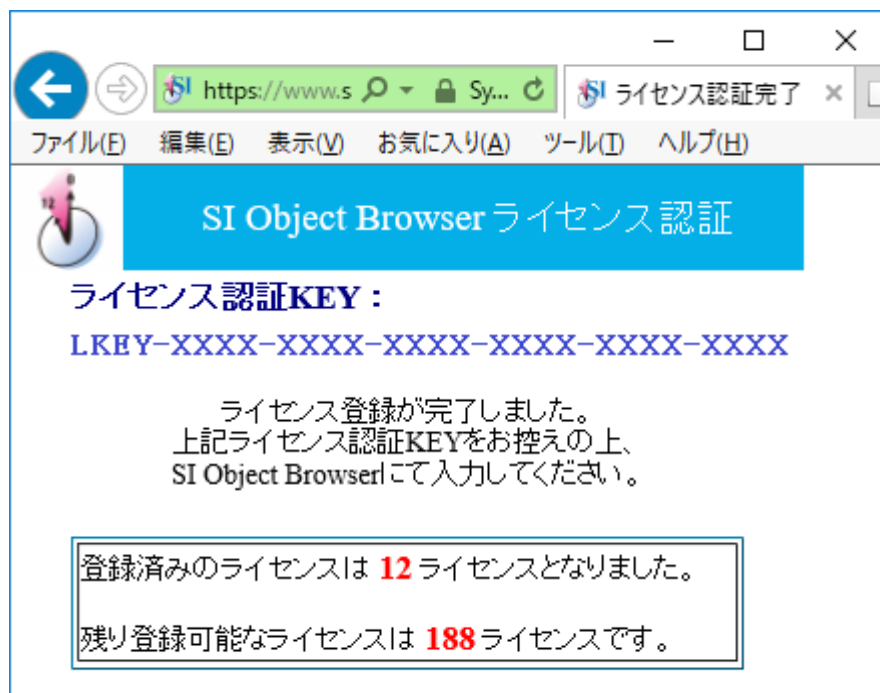 SI https://www.s Sy...
SI ライセンス認証完了
ファイル(F) 編集(E) 表示(V) お気に入り(A) ツール(T) ヘルプ(H)
0
12
SI Object Browser ライセンス認証
ライセンス認証KEY：
LKEY-XXXX-XXXX-XXXX-XXXX-XXXX-XXXX
ライセンス登録が完了しました。
上記ライセンス認証KEYをお控えの上、
SI Object Browserにて入力してください。
登録済みのライセンスは 12 ライセンスとなりました。
残り登録可能なライセンスは 188 ライセンスです。